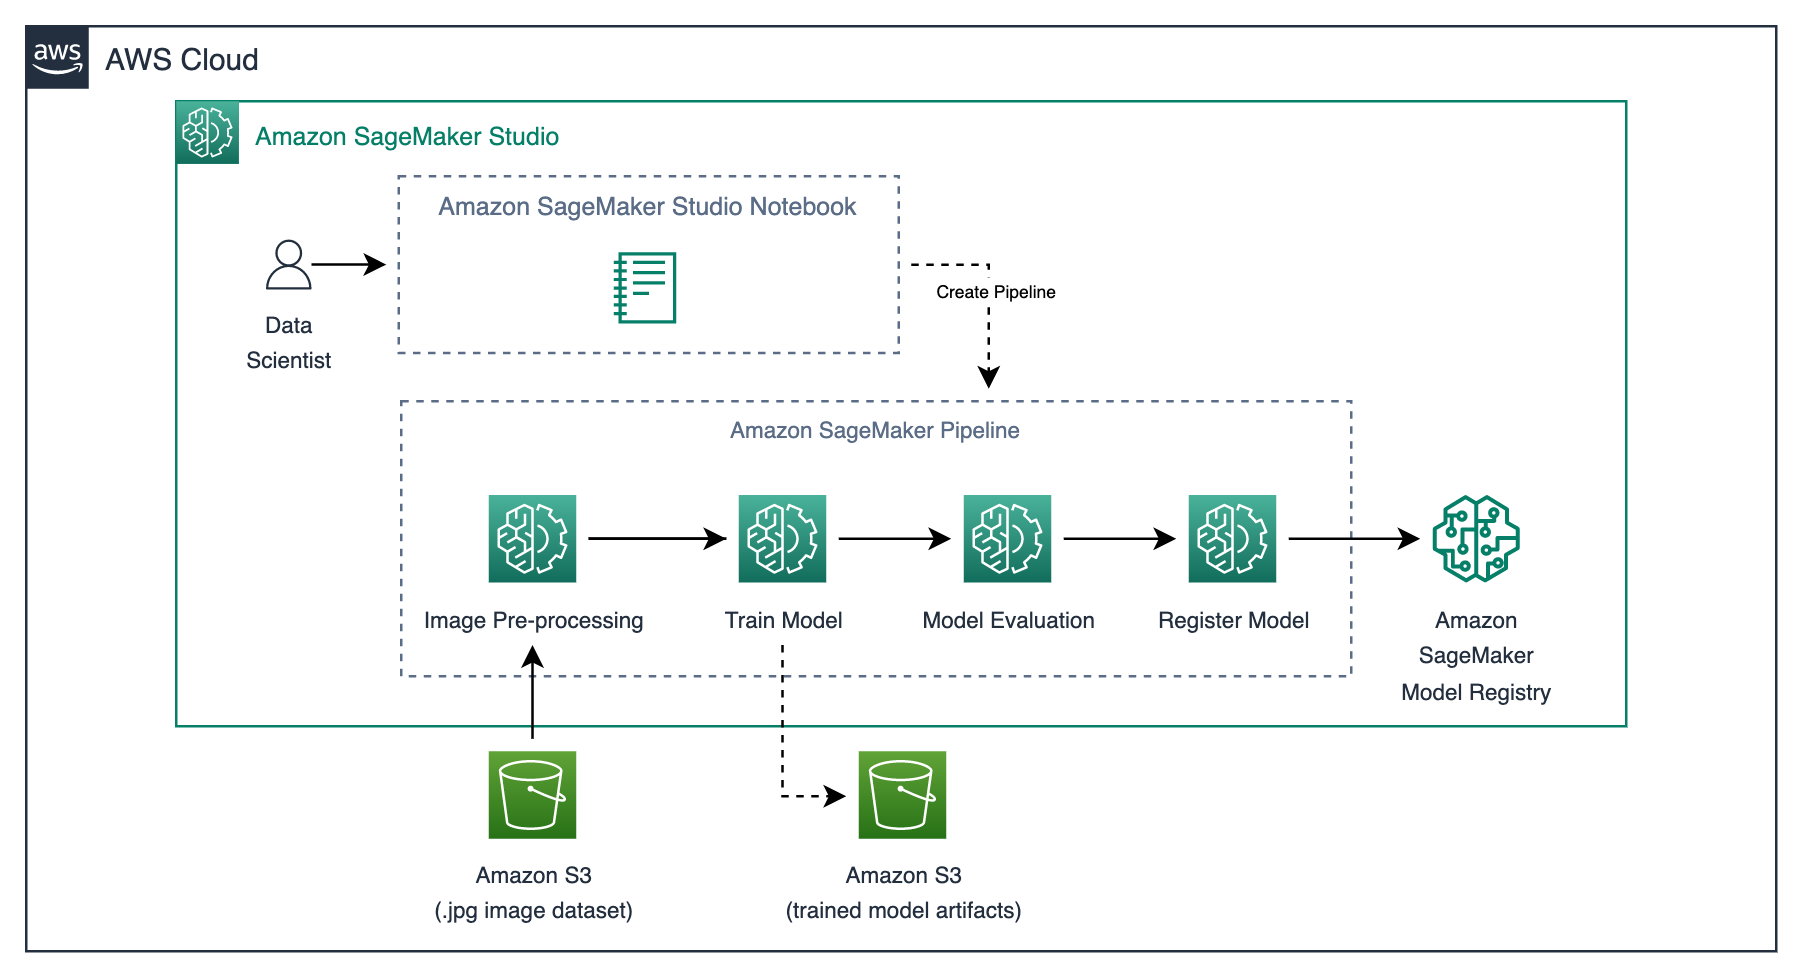 aws
AWS Cloud
Amazon SageMaker Studio
Amazon SageMaker Studio Notebook
Data
Scientist
Create Pipeline
Amazon SageMaker Pipeline
Image Pre-processing
Train Model
Model Evaluation
Register Model
Amazon
SageMaker
Model Registry
Amazon S3
(.jpg image dataset)
Amazon S3
(trained model artifacts)